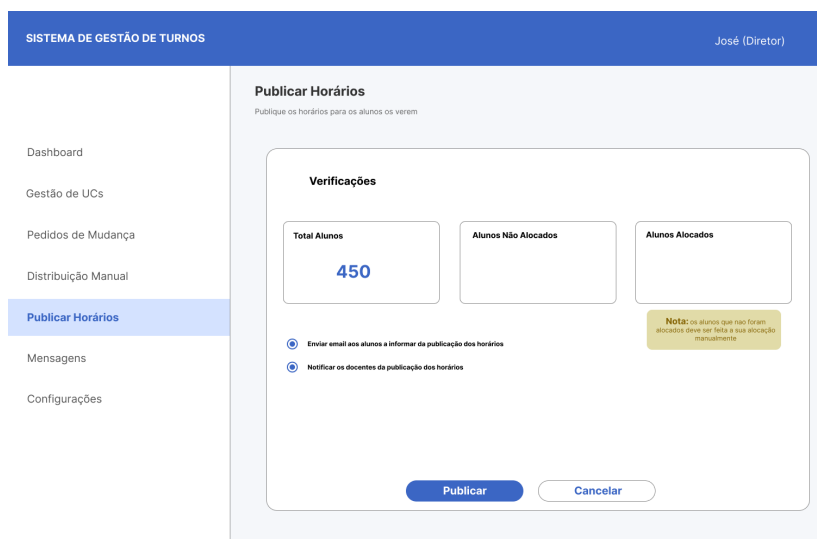 SISTEMA DE GESTÃO DE TURNOS
José (Diretor)
Publicar Horários
Publique os horários para os alunos os verem
Dashboard
Gestão de UCs
Pedidos de Mudança
Distribuição Manual
Publicar Horários
Mensagens
Configurações
Verificações
Total Alunos
450
Alunos Não Alocados
Alunos Alocados
Nota: os alunos que nao foram
alocados deve ser feita a sua alocação
manualmente
Enviar email aos alunos a informar da publicação dos horários
Notificar os docentes da publicação dos horários
Publicar
Cancelar